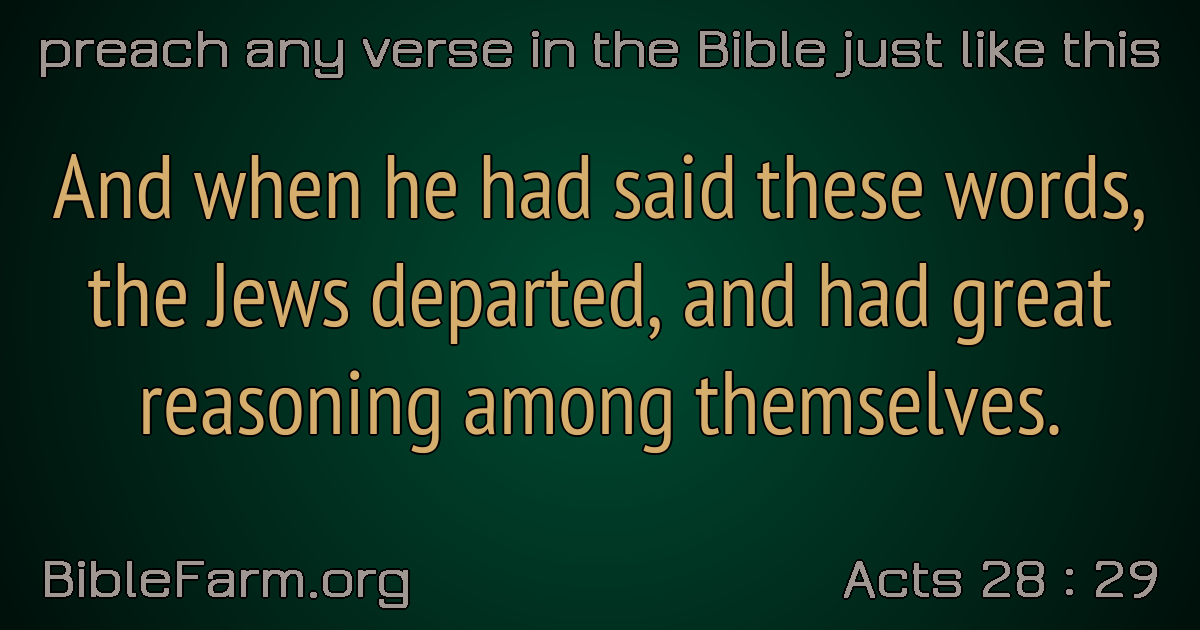 preach any verse in the Bible just like this
And when he had said these words,
the Jews departed, and had great
reasoning among themselves.
BibleFarm.org
Acts 28 : 29